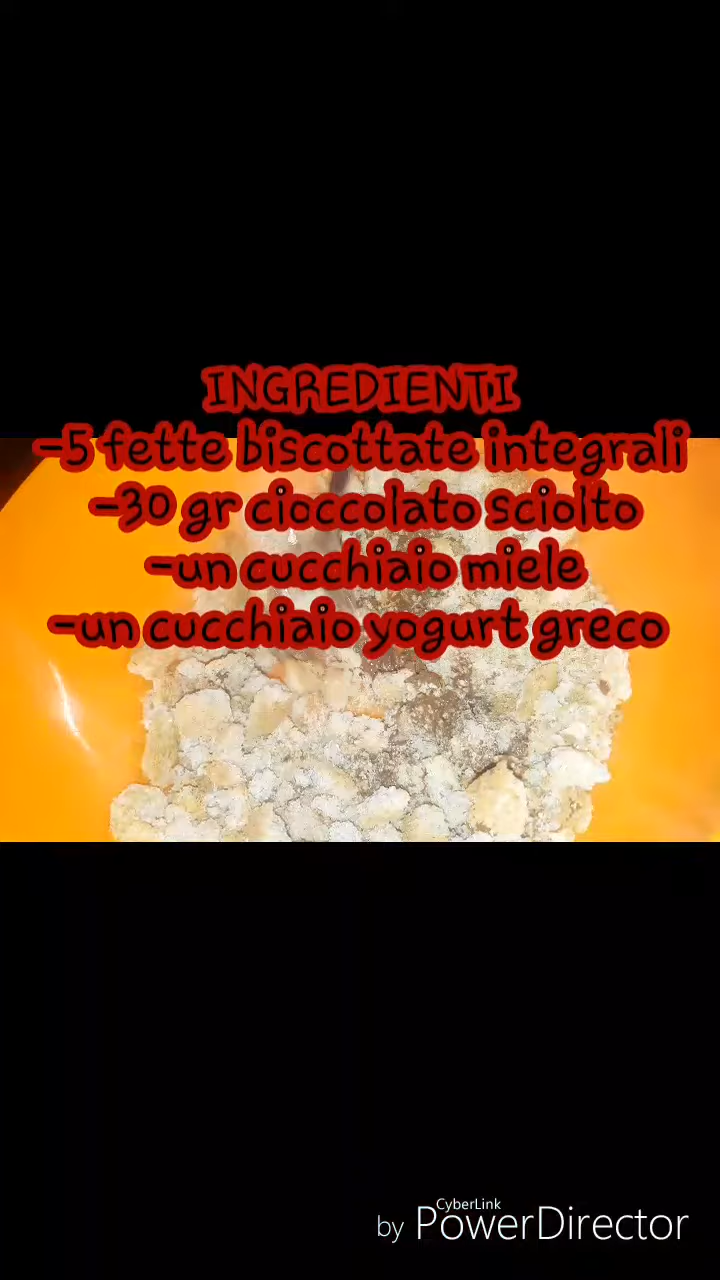 INGREDIENTI
-5 fette biscottate integrali
-30 gr cioccolato sciolto
-un cucchiaio miele
-un cucchiaio yogurt greco
CyberLink
by PowerDirector